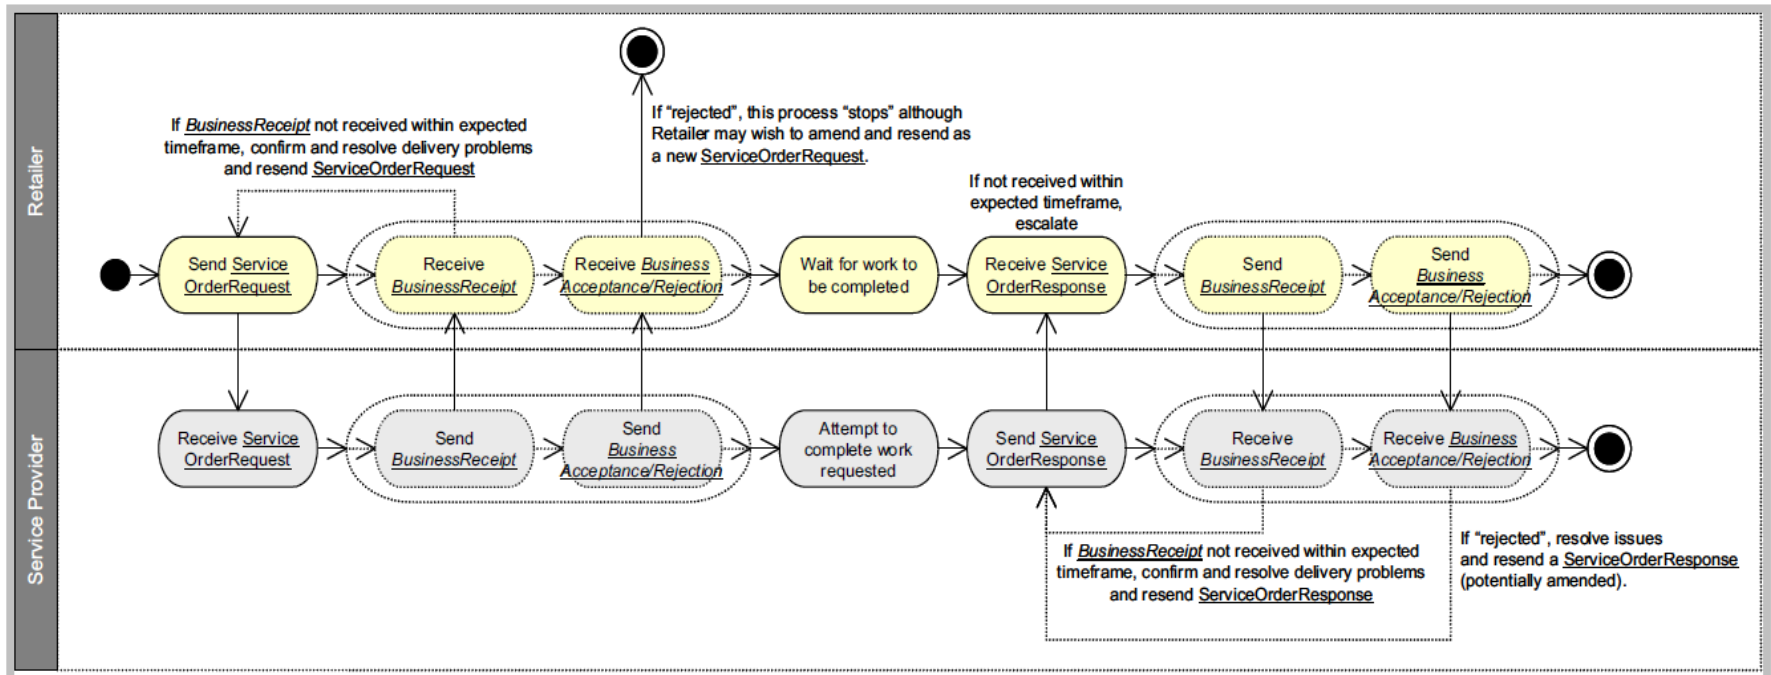 Retailer
If "rejected", this process "stops" although
Retailer may wish to amend and resend as
a new ServiceOrderRequest.
If BusinessReceipt not received within expected
timeframe, confirm and resolve delivery problems
and resend ServiceOrderRequest
If not received within
expected timeframe,
escalate
Send Service
OrderRequest
Receive
BusinessReceipt
Receive Business
Acceptance/Rejection
Wait for work to
be completed
Receive Service
OrderResponse
Send
BusinessReceipt
Send
Business
Acceptance/Rejection
Service Provider
Receive Service
OrderRequest
Send
BusinessReceipt
Send
Business
Acceptance/Rejection
Attempt to
complete work
requested
Send Service
OrderResponse
Receive
BusinessReceipt
Receive Business
Acceptance/Rejection
If BusinessReceipt not received within expected
timeframe, confirm and resolve delivery problems
and resend ServiceOrderResponse
If "rejected", resolve issues
and resend a ServiceOrderResponse
(potentially amended).